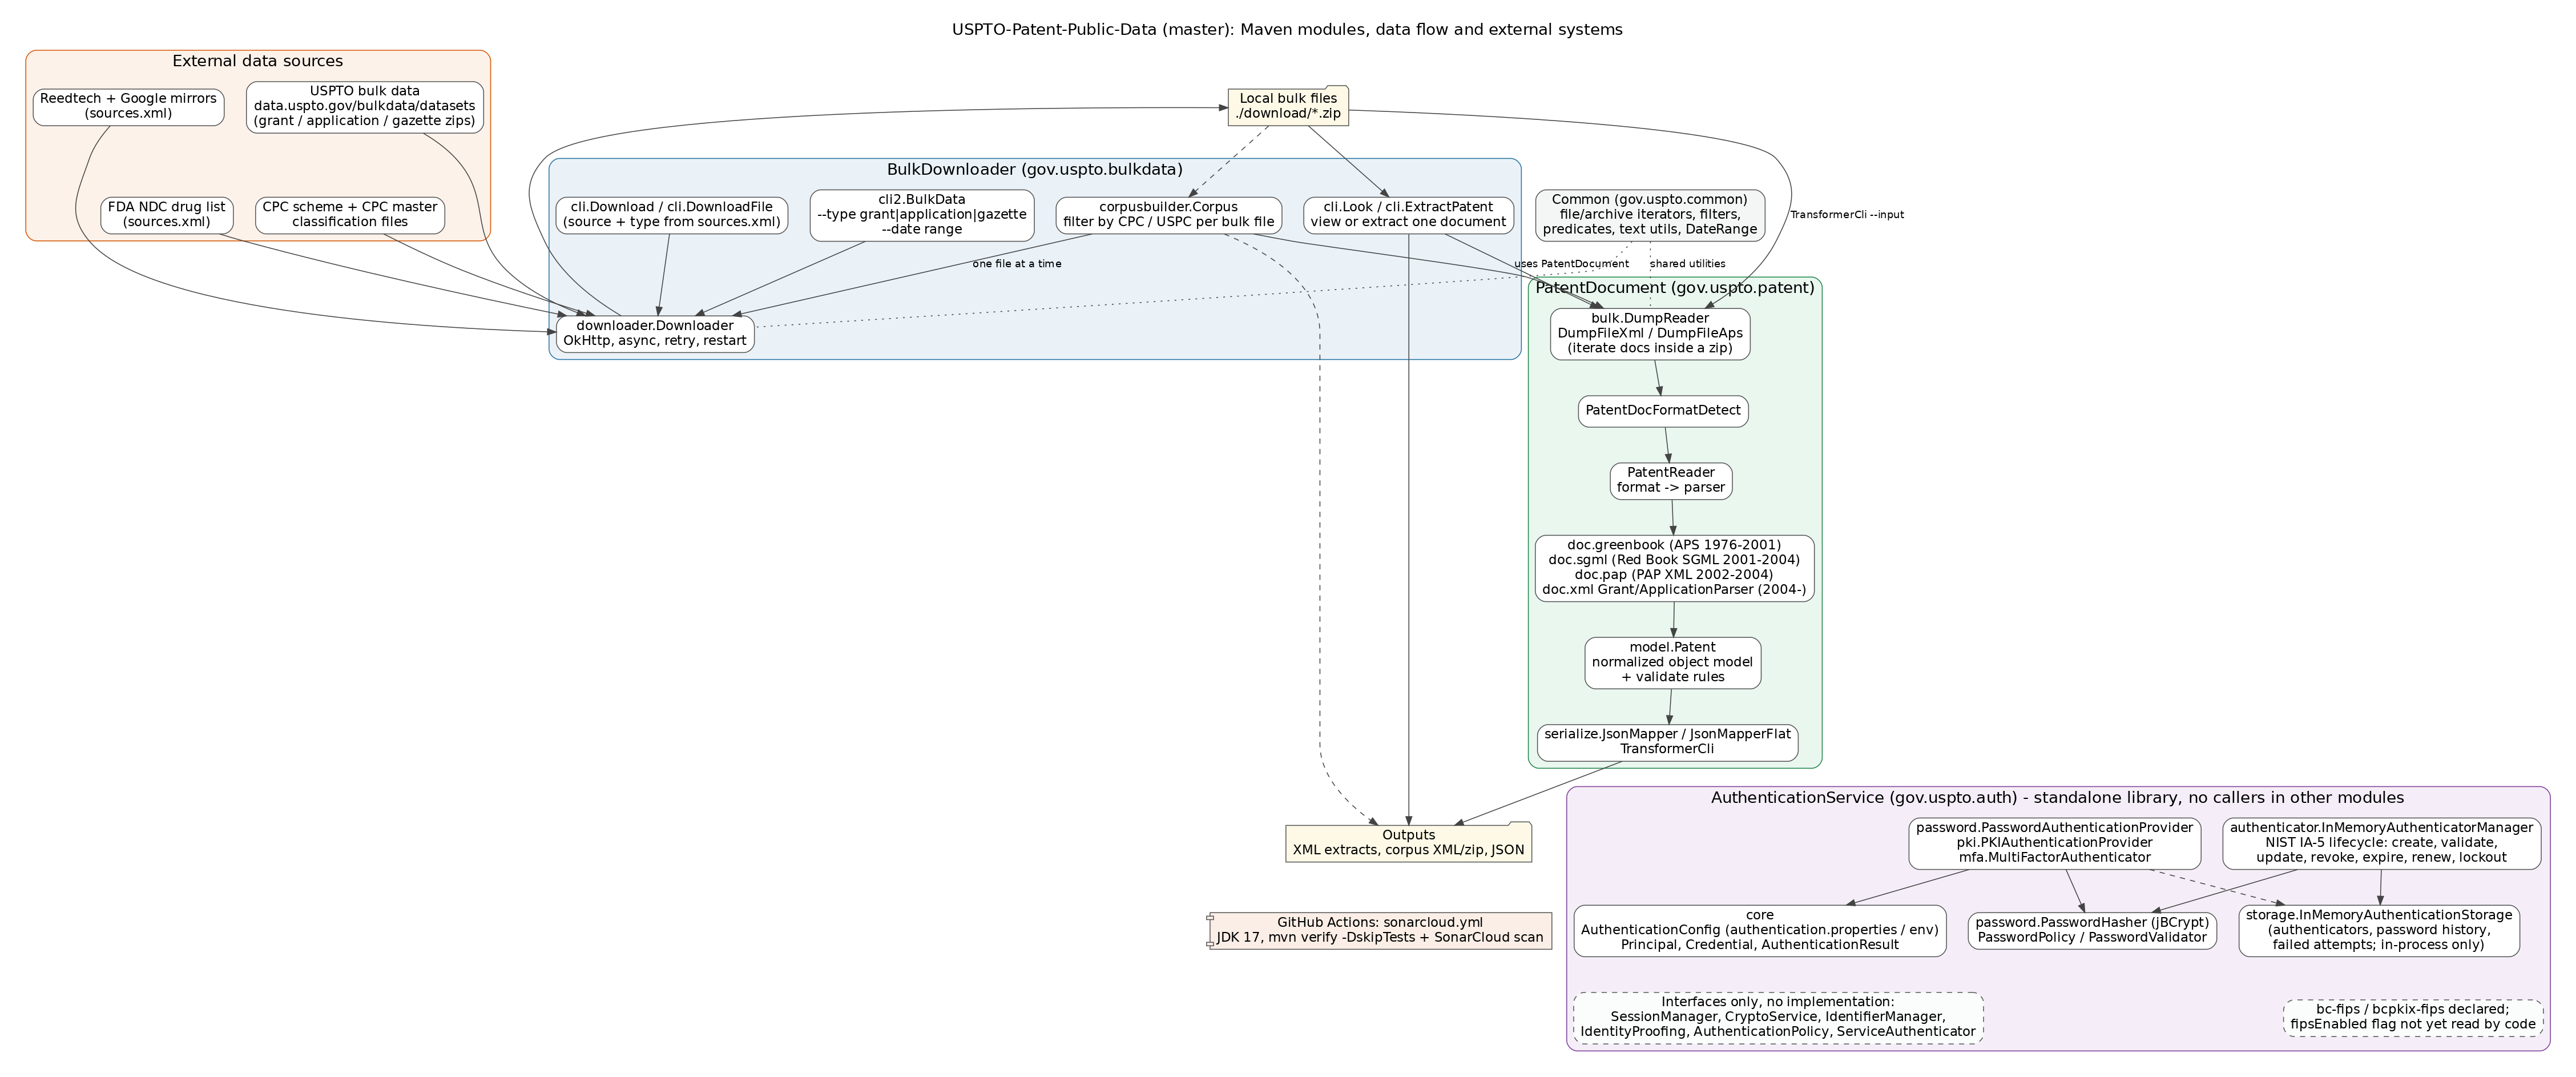 USPTO-Patent-Public-Data (master): Maven modules, data flow and external systems
External data sources
Reedtech + Google mirrors
(sources.xml)
USPTO bulk data
data.uspto.gov/bulkdata/datasets
(grant / application / gazette zips)
FDA NDC drug list
(sources.xml)
CPC scheme + CPC master
classification files
Local bulk files
./download/*.zip
BulkDownloader (gov.uspto.bulkdata)
cli.Download / cli.DownloadFile
(source + type from sources.xml)
cli2.BulkData
--type grant|application|gazette
--date range
corpusbuilder.Corpus
filter by CPC / USPC per bulk file
cli.Look / cli.ExtractPatent
view or extract one document
Common (gov.uspto.common)
file/archive iterators, filters,
predicates, text utils, DateRange
TransformerCli --input
one file at a time
uses PatentDocument
shared utilities
downloader.Downloader
OkHttp, async, retry, restart
PatentDocument (gov.uspto.patent)
bulk.DumpReader
DumpFileXml / DumpFileAps
(iterate docs inside a zip)
PatentDocFormatDetect
PatentReader
format -> parser
doc.greenbook (APS 1976-2001)
doc.sgml (Red Book SGML 2001-2004)
doc.pap (PAP XML 2002-2004)
doc.xml Grant/ApplicationParser (2004-)
model.Patent
normalized object model
+ validate rules
serialize.JsonMapper / JsonMapperFlat
TransformerCli
Outputs
XML extracts, corpus XML/zip, JSON
GitHub Actions: sonarcloud.yml
JDK 17, mvn verify -DskipTests + SonarCloud scan
AuthenticationService (gov.uspto.auth) - standalone library, no callers in other modules
password.PasswordAuthenticationProvider
pki.PKIAuthenticationProvider
mfa.MultiFactorAuthenticator
authenticator.InMemoryAuthenticatorManager
NIST IA-5 lifecycle: create, validate,
update, revoke, expire, renew, lockout
core
AuthenticationConfig (authentication.properties / env)
Principal, Credential, AuthenticationResult
password.PasswordHasher (jBCrypt)
PasswordPolicy / PasswordValidator
storage.InMemoryAuthenticationStorage
(authenticators, password history,
failed attempts; in-process only)
Interfaces only, no implementation:
SessionManager, CryptoService, IdentifierManager,
IdentityProofing, AuthenticationPolicy, ServiceAuthenticator
bc-fips / bcpkix-fips declared;
fipsEnabled flag not yet read by code